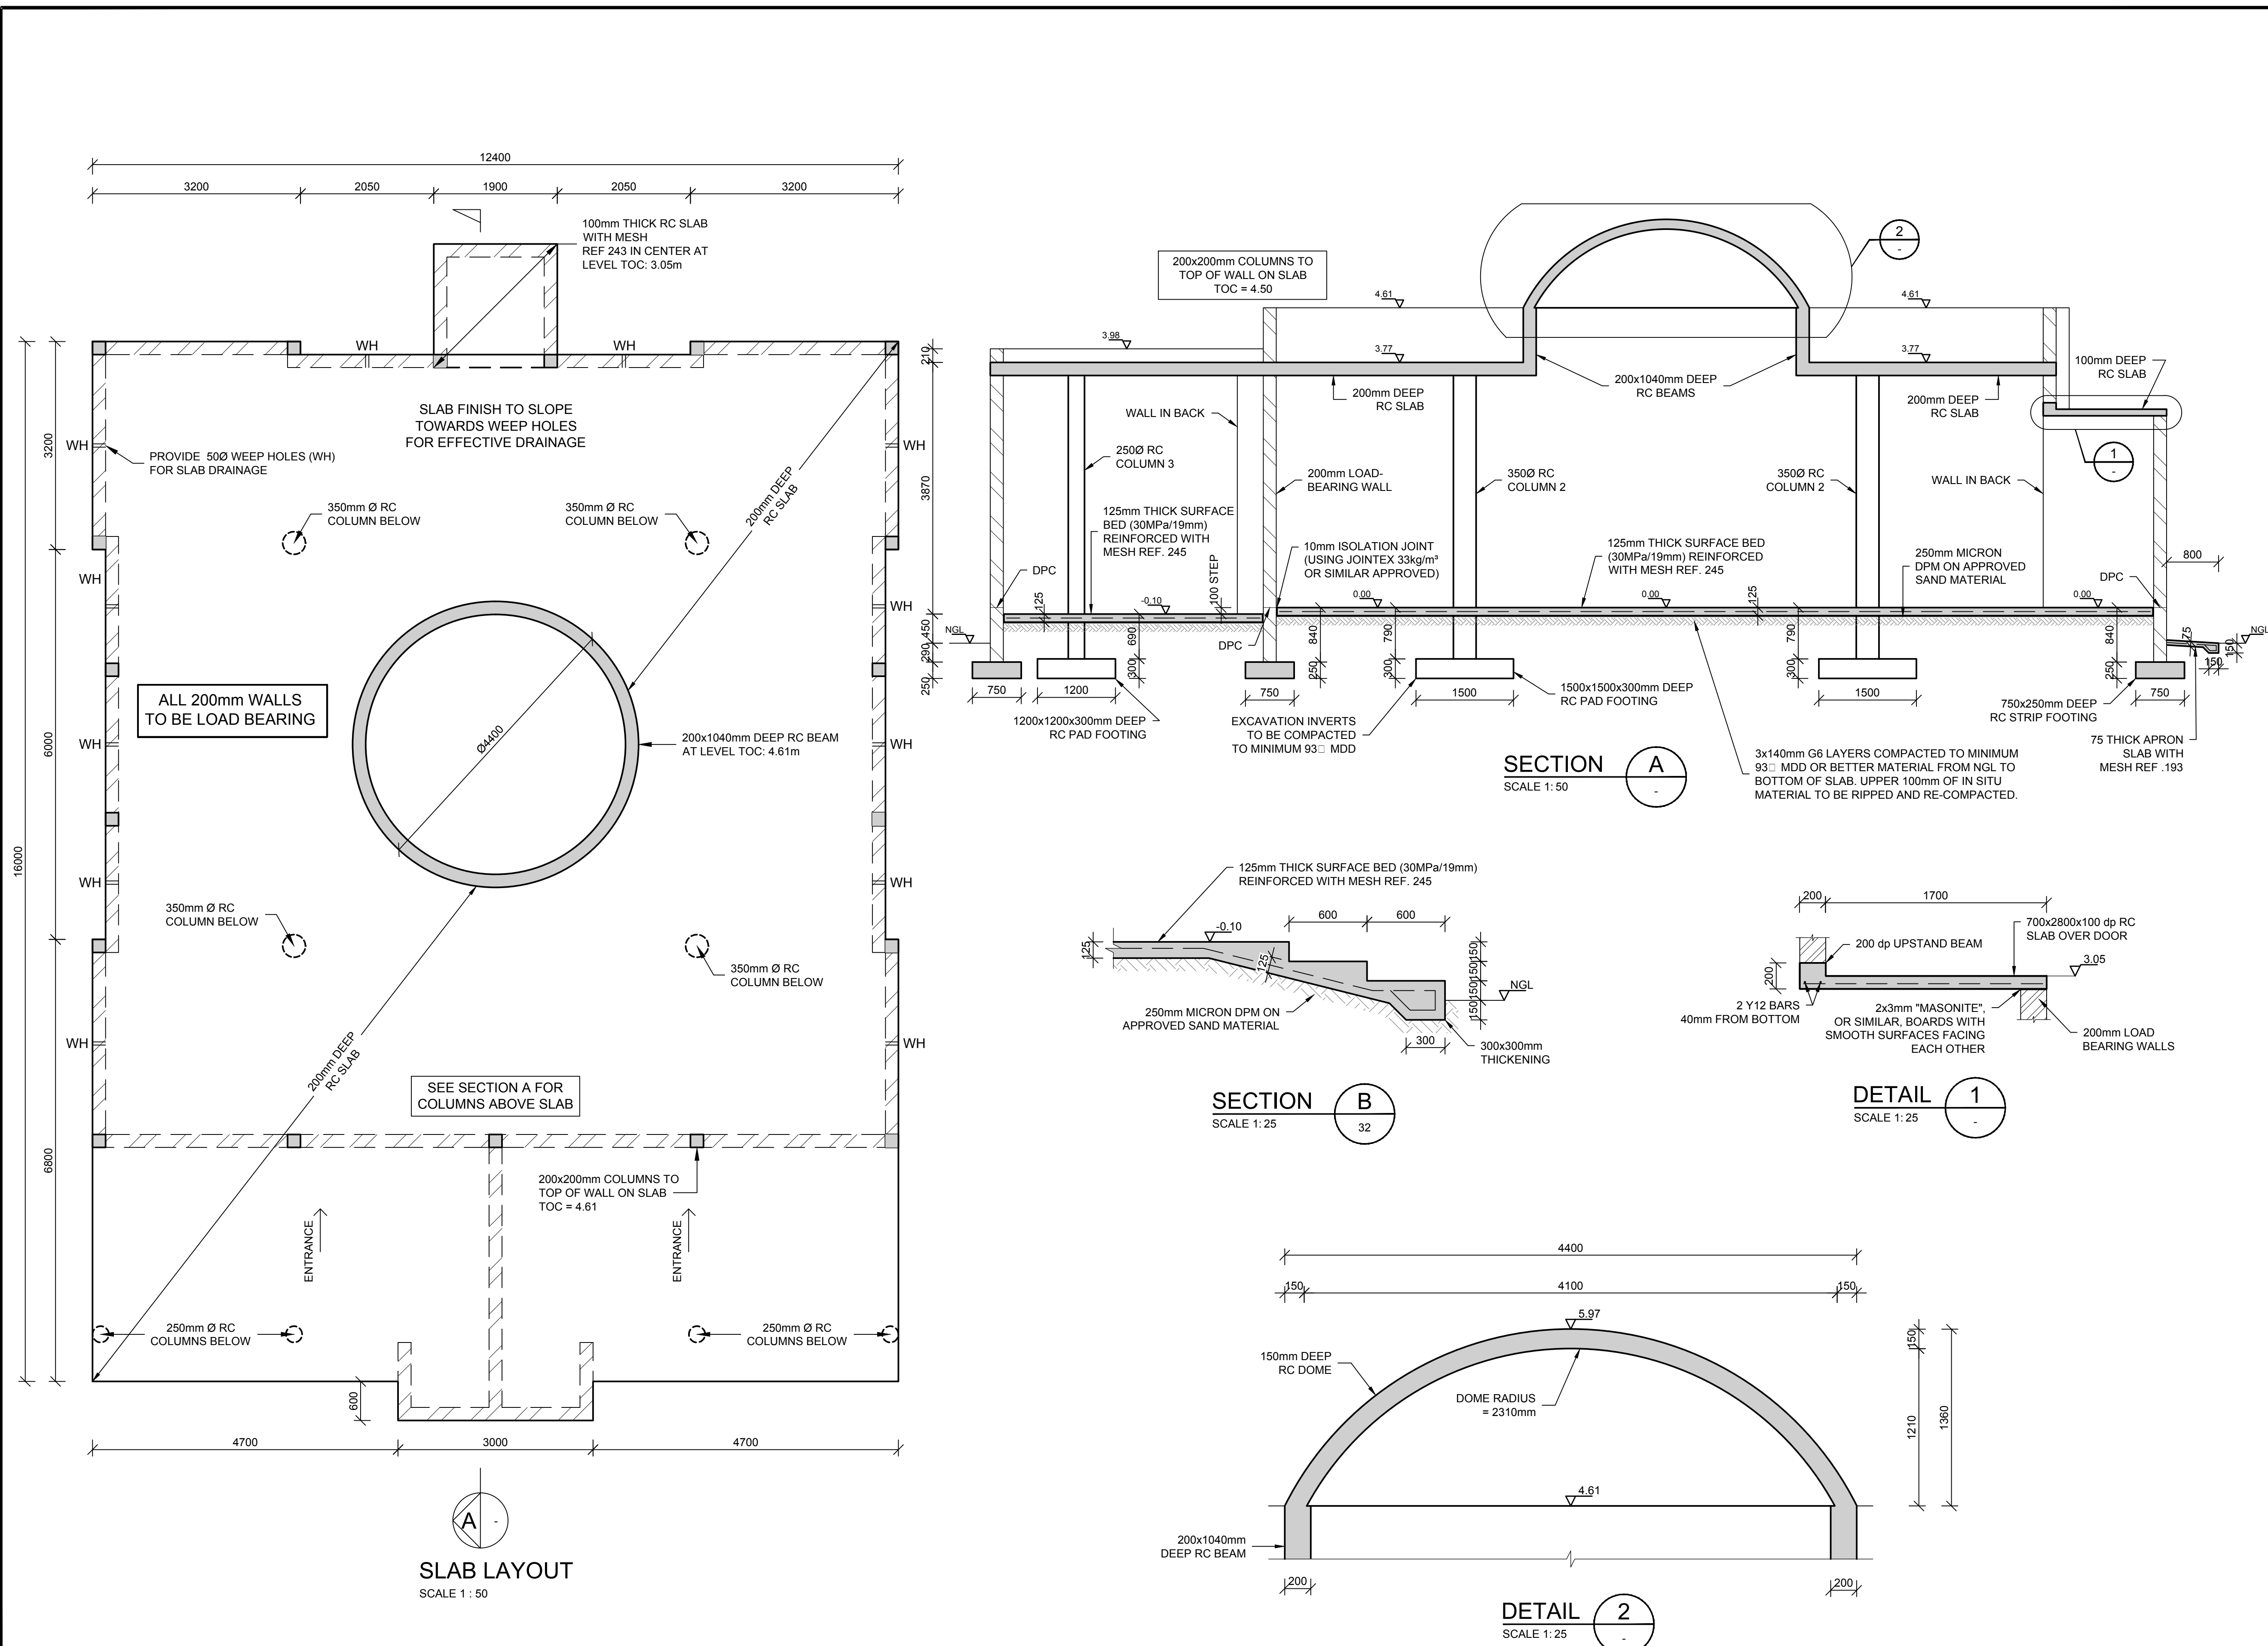 12400
3200
2050
1900
2050
3200
100mm THICK RC SLAB
WITH MESH
REF 243 IN CENTER AT
LEVEL TOC: 3.05m
WH
WH
SLAB FINISH TO SLOPE
TOWARDS WEEP HOLES
FOR EFFECTIVE DRAINAGE
WH
PROVIDE 50Ø WEEP HOLES (WH)
FOR SLAB DRAINAGE
WH
200mm DEEP
RC SLAB
350mm Ø RC
COLUMN BELOW
350mm Ø RC
COLUMN BELOW
WH
WH
ALL 200mm WALLS
TO BE LOAD BEARING
Ø4400
200x1040mm DEEP RC BEAM
AT LEVEL TOC: 4.61m
WH
WH
WH
WH
350mm Ø RC
COLUMN BELOW
350mm Ø RC
COLUMN BELOW
WH
WH
200mm DEEP
RC SLAB
SEE SECTION A FOR
COLUMNS ABOVE SLAB
200x200mm COLUMNS TO
TOP OF WALL ON SLAB
TOC = 4.61
ENTRANCE
ENTRANCE
250mm Ø RC
COLUMNS BELOW
250mm Ø RC
COLUMNS BELOW
16000
3200
6000
6800
600
4700
3000
4700
A
-
SLAB LAYOUT
SCALE 1 : 50
200x200mm COLUMNS TO
TOP OF WALL ON SLAB
TOC = 4.50
3.98
4.61
4.61
3.77
3.77
2
-
210
3870
450
290
250
200mm DEEP
RC SLAB
200x1040mm DEEP
RC BEAMS
200mm DEEP
RC SLAB
100mm DEEP
RC SLAB
WALL IN BACK
250Ø RC
COLUMN 3
200mm LOAD-
BEARING WALL
350Ø RC
COLUMN 2
350Ø RC
COLUMN 2
WALL IN BACK
1
-
125mm THICK SURFACE
BED (30MPa/19mm)
REINFORCED WITH
MESH REF. 245
10mm ISOLATION JOINT
(USING JOINTEX 33kg/m³
OR SIMILAR APPROVED)
125mm THICK SURFACE BED
(30MPa/19mm) REINFORCED
WITH MESH REF. 245
250mm MICRON
DPM ON APPROVED
SAND MATERIAL
800
DPC
DPC
100 STEP
125
-0.10
0.00
0.00
125
0.00
NGL
NGL
DPC
690
300
840
250
790
300
790
300
840
250
75
150
150
750
1200
750
1500
1500
750
1200x1200x300mm DEEP
RC PAD FOOTING
EXCAVATION INVERTS
TO BE COMPACTED
TO MINIMUM 93□ MDD
1500x1500x300mm DEEP
RC PAD FOOTING
750x250mm DEEP
RC STRIP FOOTING
75 THICK APRON
SLAB WITH
MESH REF .193
3x140mm G6 LAYERS COMPACTED TO MINIMUM
93□ MDD OR BETTER MATERIAL FROM NGL TO
BOTTOM OF SLAB. UPPER 100mm OF IN SITU
MATERIAL TO BE RIPPED AND RE-COMPACTED.
SECTION
SCALE 1: 50
A
-
125mm THICK SURFACE BED (30MPa/19mm)
REINFORCED WITH MESH REF. 245
600
600
-0.10
125
125
150
150
150
150
NGL
250mm MICRON DPM ON
APPROVED SAND MATERIAL
300
300x300mm
THICKENING
SECTION
SCALE 1: 25
B
32
200
1700
700x2800x100 dp RC
SLAB OVER DOOR
200 dp UPSTAND BEAM
3.05
200
2 Y12 BARS
40mm FROM BOTTOM
2x3mm "MASONITE",
OR SIMILAR, BOARDS WITH
SMOOTH SURFACES FACING
EACH OTHER
200mm LOAD
BEARING WALLS
DETAIL
SCALE 1: 25
1
-
4400
150
4100
150
5.97
150mm DEEP
RC DOME
DOME RADIUS
= 2310mm
150
1210
1360
4.61
200x1040mm
DEEP RC BEAM
200
200
DETAIL
SCALE 1: 25
2
-